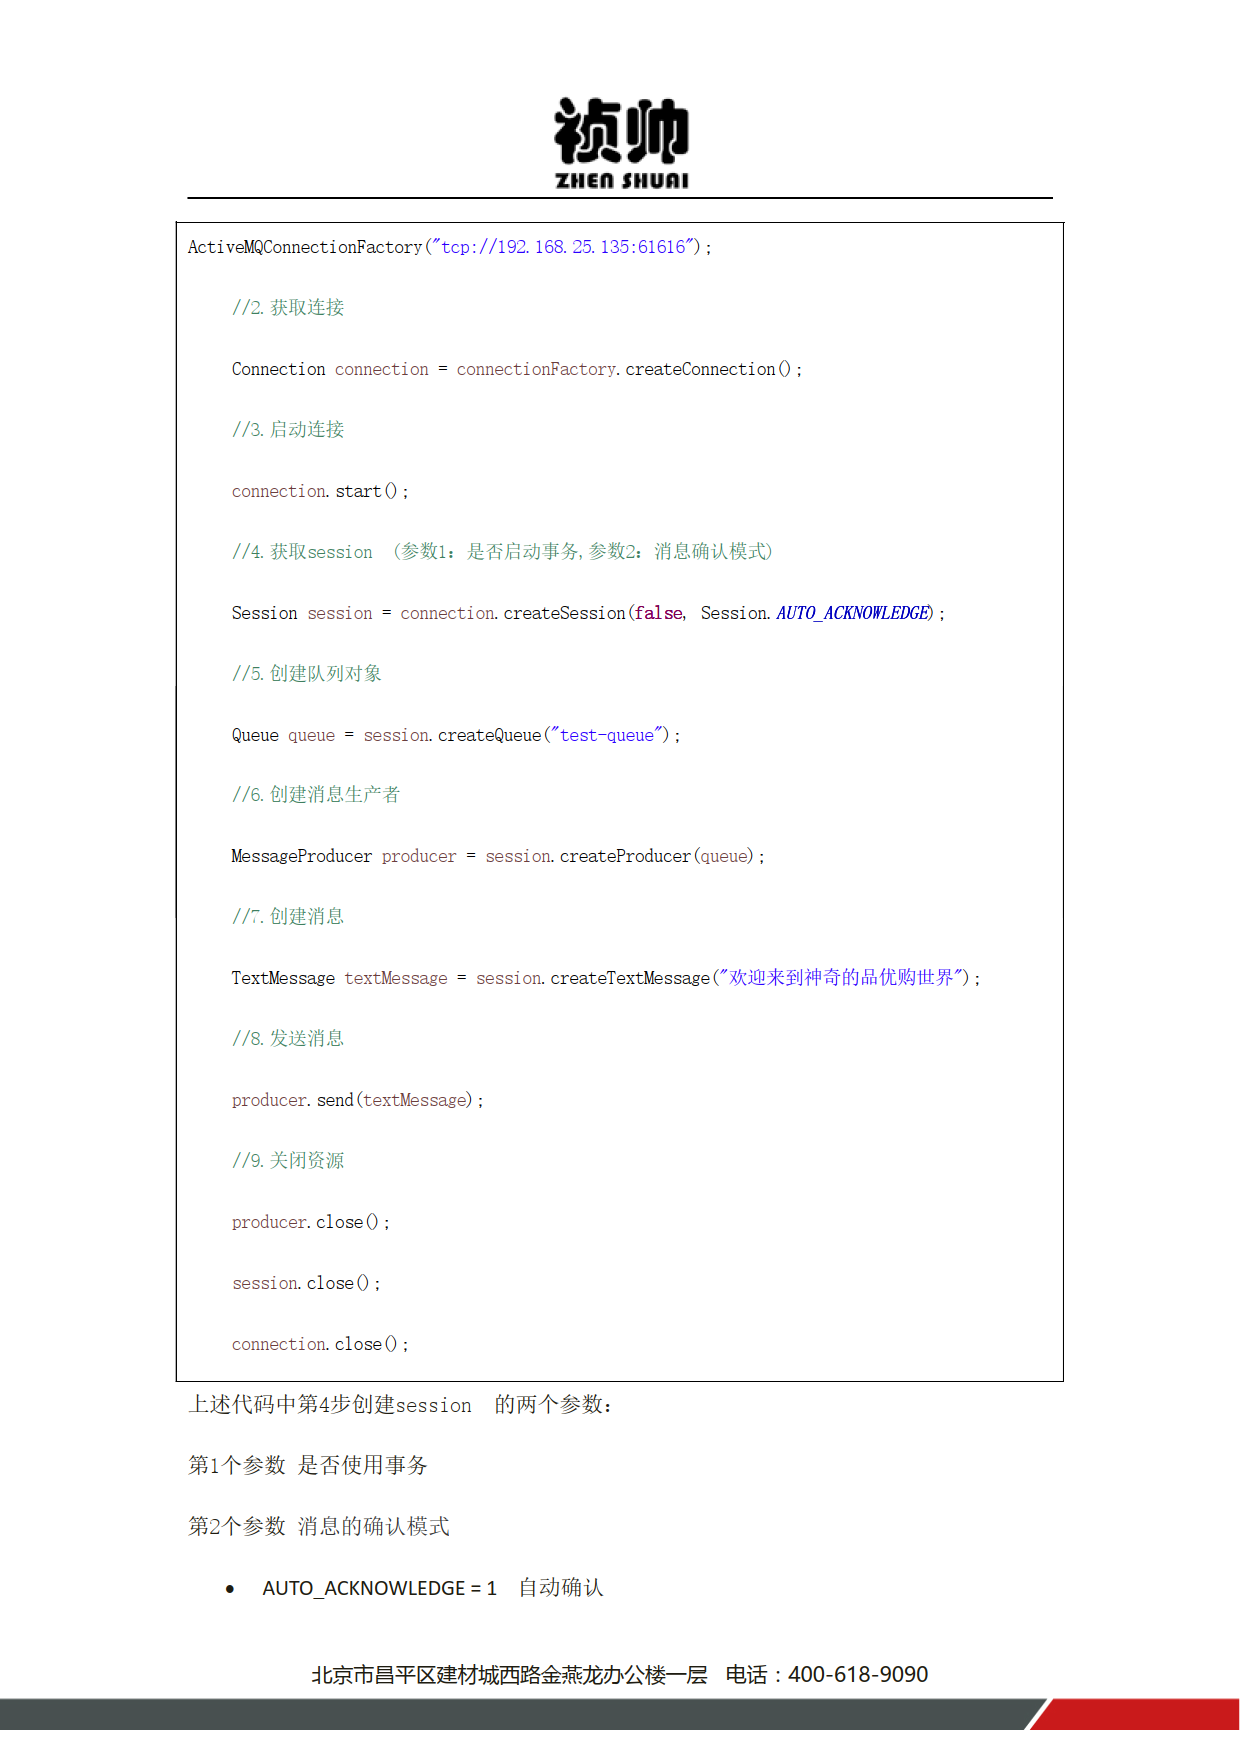 祯帅
ZHEN SHUAI
ActiveMQConnectionFactory("tcp://192.168.25.135:61616");
//2.获取连接
Connection connection = connectionFactory.createConnection();
//3.启动连接
connection.start();
//4.获取session (参数1：是否启动事务,参数2：消息确认模式)
Session session = connection.createSession(false, Session.AUTO_ACKNOWLEDGE);
//5.创建队列对象
Queue queue = session.createQueue("test-queue");
//6.创建消息生产者
MessageProducer producer = session.createProducer(queue);
//7.创建消息
TextMessage textMessage = session.createTextMessage("欢迎来到神奇的品优购世界");
//8.发送消息
producer.send(textMessage);
//9.关闭资源
producer.close();
session.close();
connection.close();
上述代码中第4步创建session 的两个参数：
第1个参数 是否使用事务
第2个参数 消息的确认模式
• AUTO_ACKNOWLEDGE = 1 自动确认
北京市昌平区建材城西路金燕龙办公楼一层 电话：400-618-9090